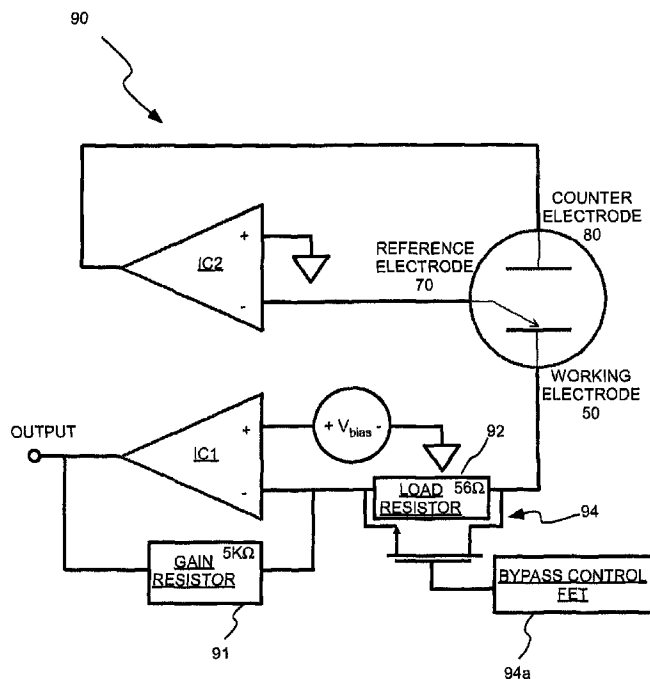 90
COUNTER
ELECTRODE
80
REFERENCE
ELECTRODE
70
+
IC2
-
WORKING
ELECTRODE
50
OUTPUT
+
IC1
-
+ Vbias -
92
LOAD
RESISTOR
56Ω
94
GAIN
RESISTOR
5KΩ
91
BYPASS CONTROL
FET
94a